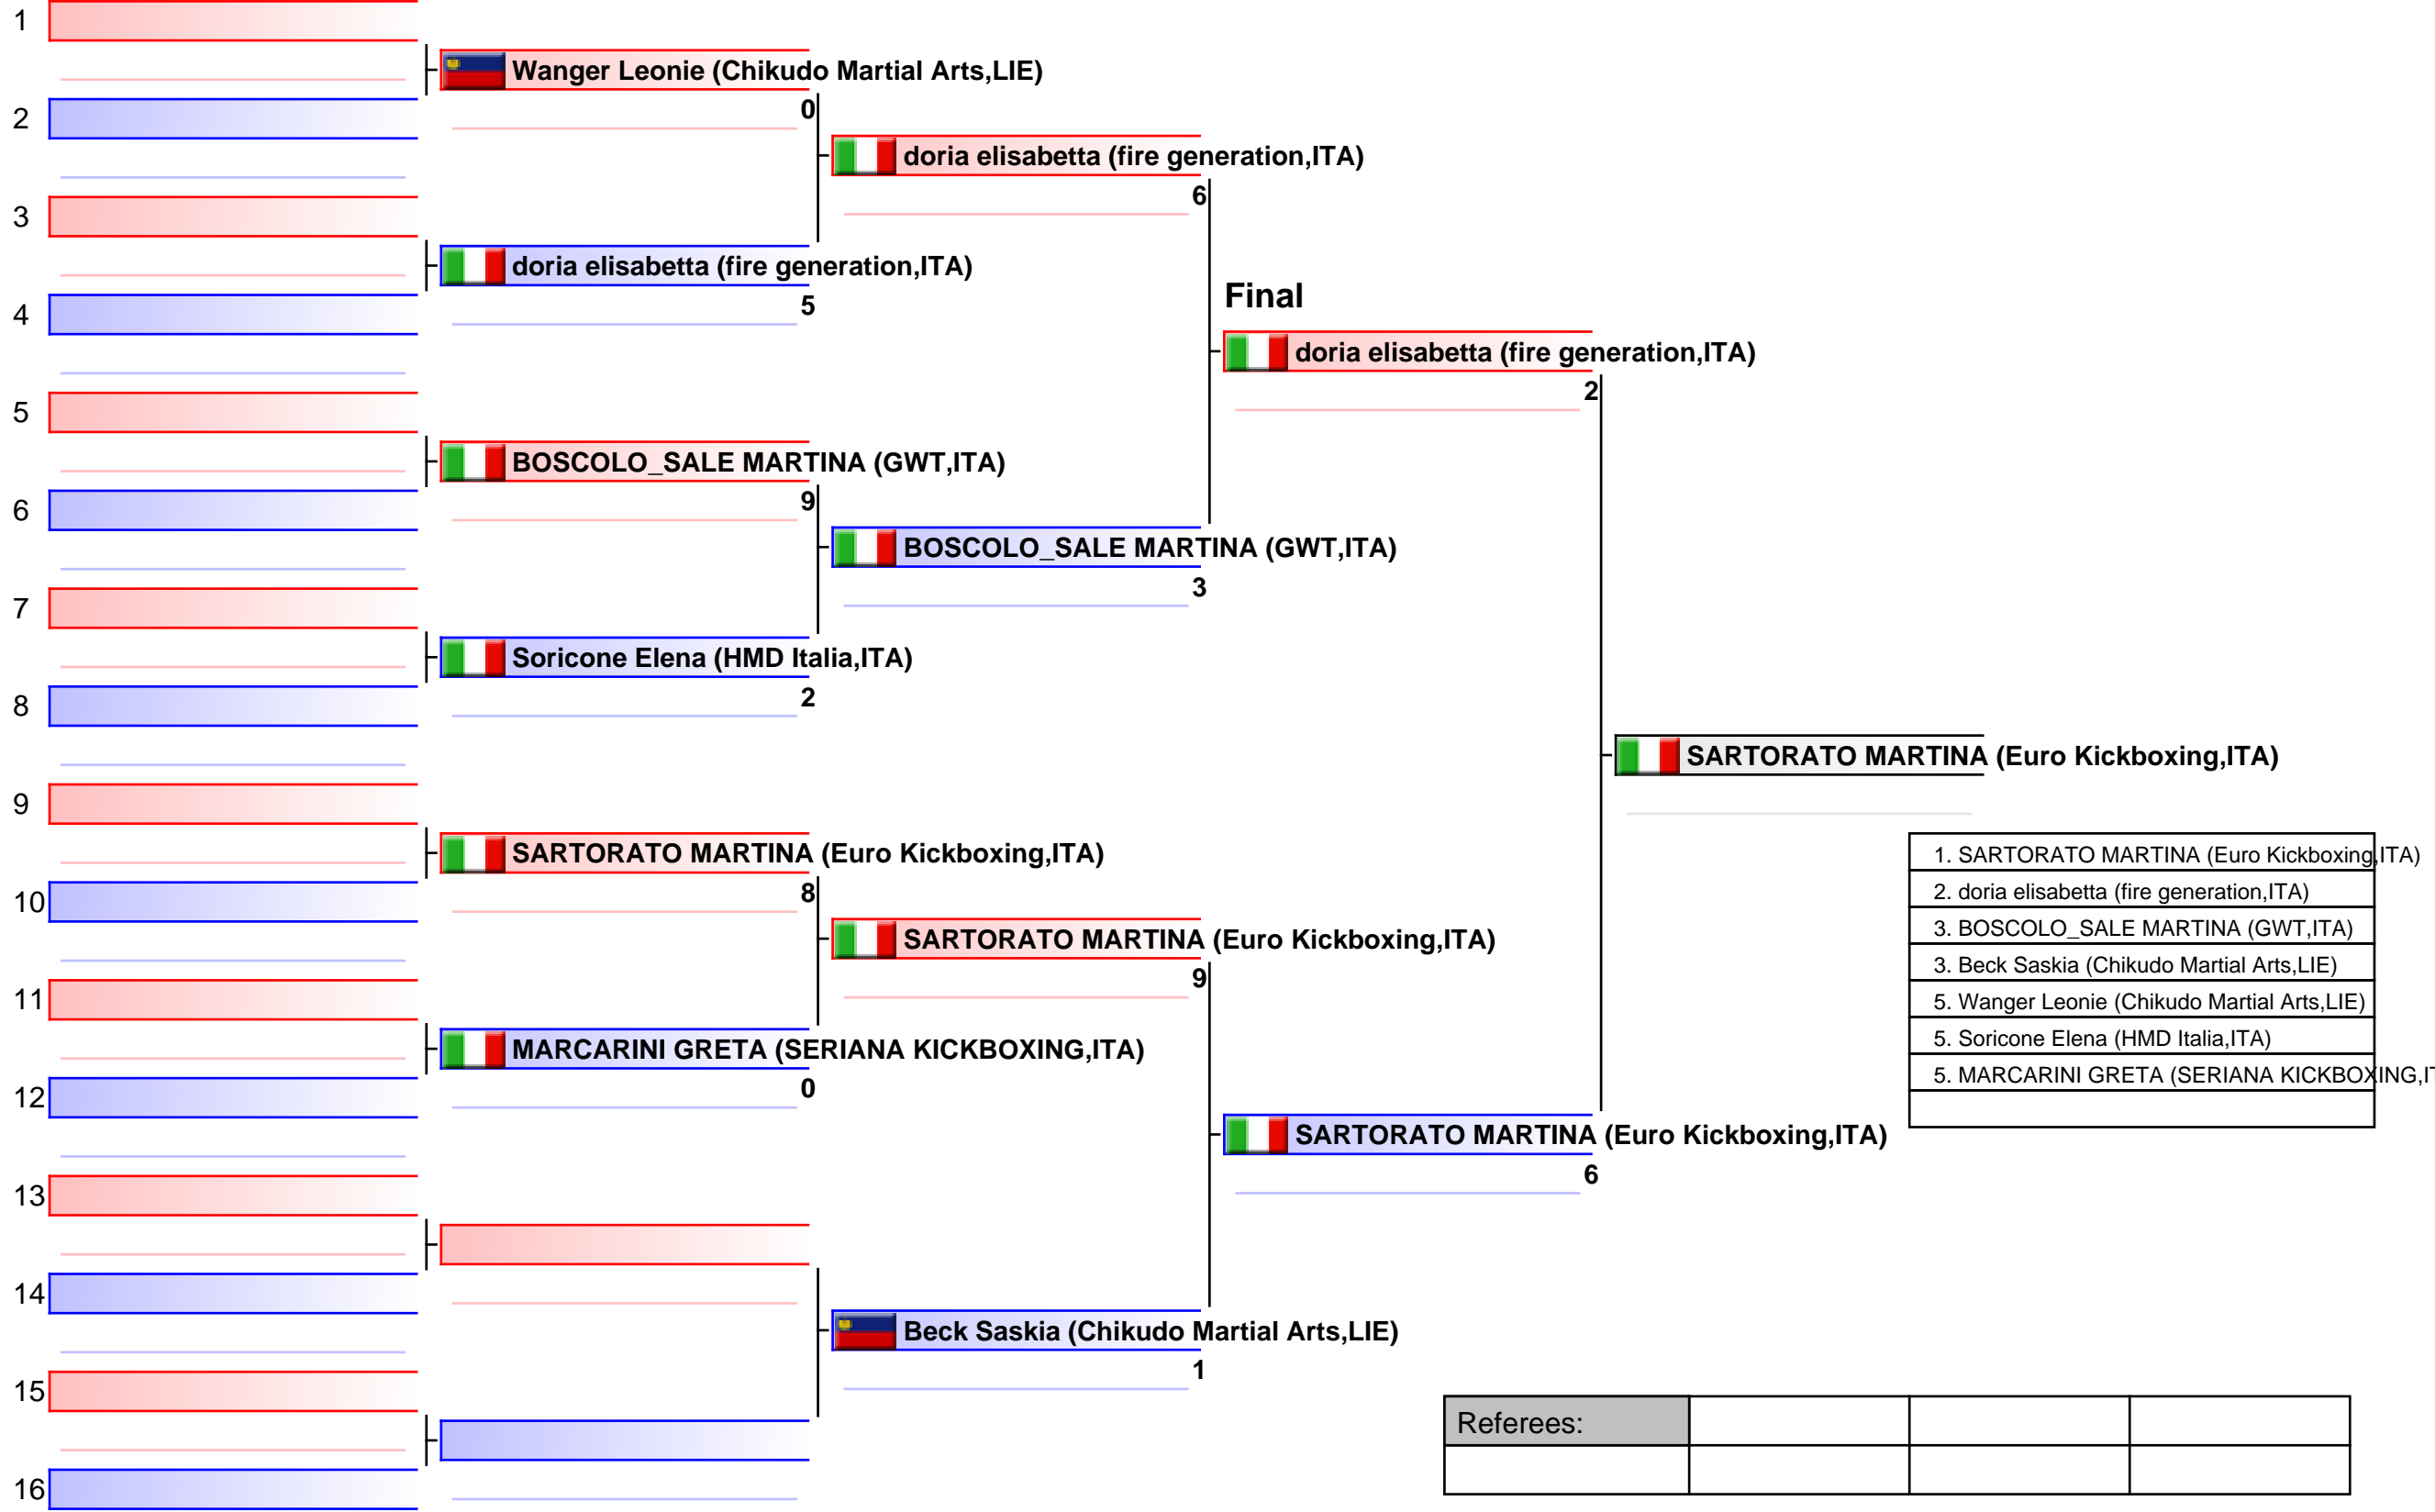 1
Wanger Leonie (Chikudo Martial Arts,LIE)
0
2
doria elisabetta (fire generation,ITA)
6
3
doria elisabetta (fire generation,ITA)
5
4
Final
doria elisabetta (fire generation,ITA)
2
5
BOSCOLO_SALE MARTINA (GWT,ITA)
9
6
BOSCOLO_SALE MARTINA (GWT,ITA)
3
7
Soricone Elena (HMD Italia,ITA)
2
8
SARTORATO MARTINA (Euro Kickboxing,ITA)
9
SARTORATO MARTINA (Euro Kickboxing,ITA)
8
10
SARTORATO MARTINA (Euro Kickboxing,ITA)
9
11
MARCARINI GRETA (SERIANA KICKBOXING,ITA)
0
12
SARTORATO MARTINA (Euro Kickboxing,ITA)
6
13
14
Beck Saskia (Chikudo Martial Arts,LIE)
1
15
16
1. SARTORATO MARTINA (Euro Kickboxing,ITA)
2. doria elisabetta (fire generation,ITA)
3. BOSCOLO_SALE MARTINA (GWT,ITA)
3. Beck Saskia (Chikudo Martial Arts,LIE)
5. Wanger Leonie (Chikudo Martial Arts,LIE)
5. Soricone Elena (HMD Italia,ITA)
5. MARCARINI GRETA (SERIANA KICKBOXING,IT
Referees: